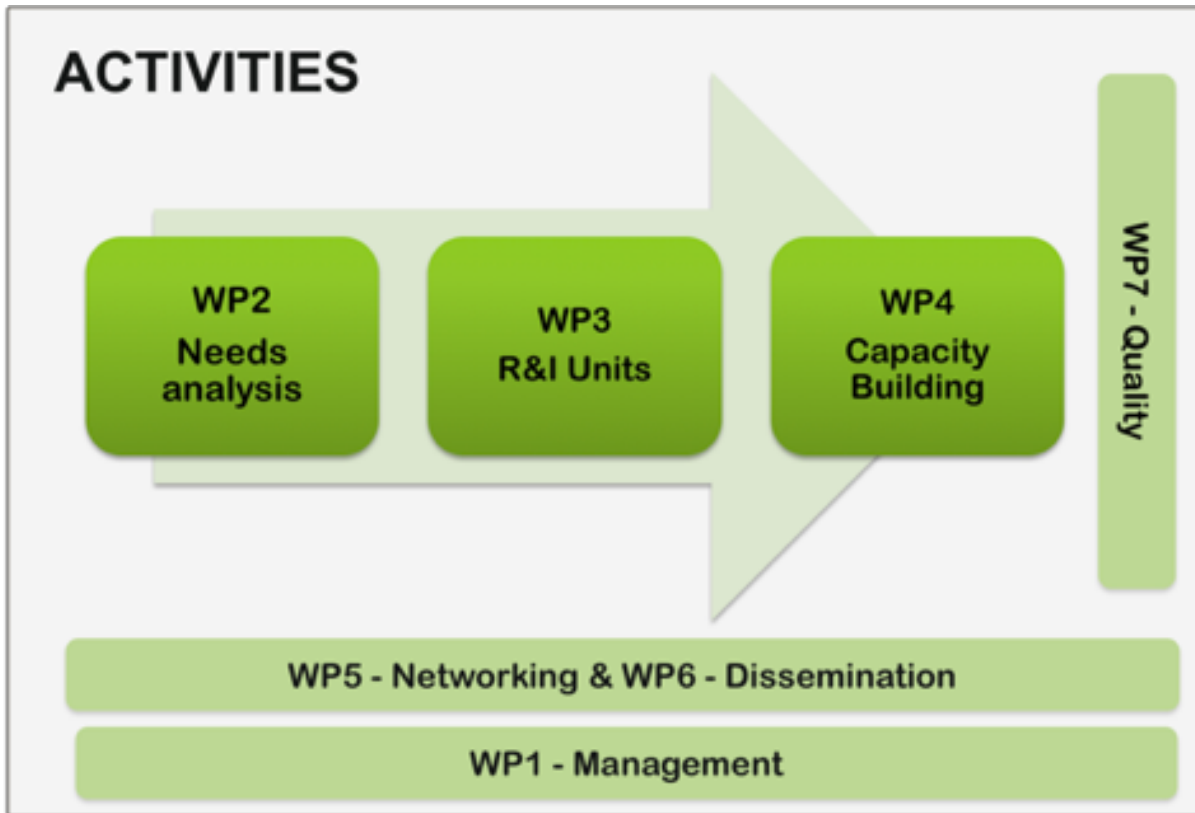 ACTIVITIES
WP2
Needs
analysis
WP3
R&I Units
WP4
Capacity
Building
WP7 - Quality
WP5 - Networking & WP6 - Dissemination
WP1 - Management